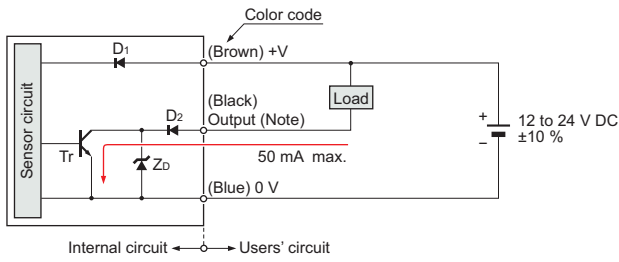 Color code
D1
(Brown) +V
(Black)
Output (Note)
D2
Load
Sensor circuit
Tr
ZD
50 mA max.
+
−
12 to 24 V DC
±10 %
(Blue) 0 V
Internal circuit
Users' circuit